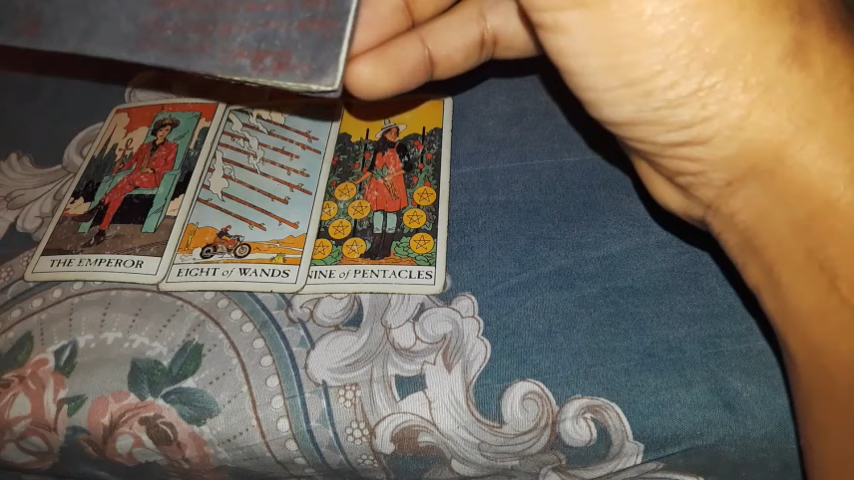 THE EMPEROR
EIGHT of WANDS
NINE of PENTACLES